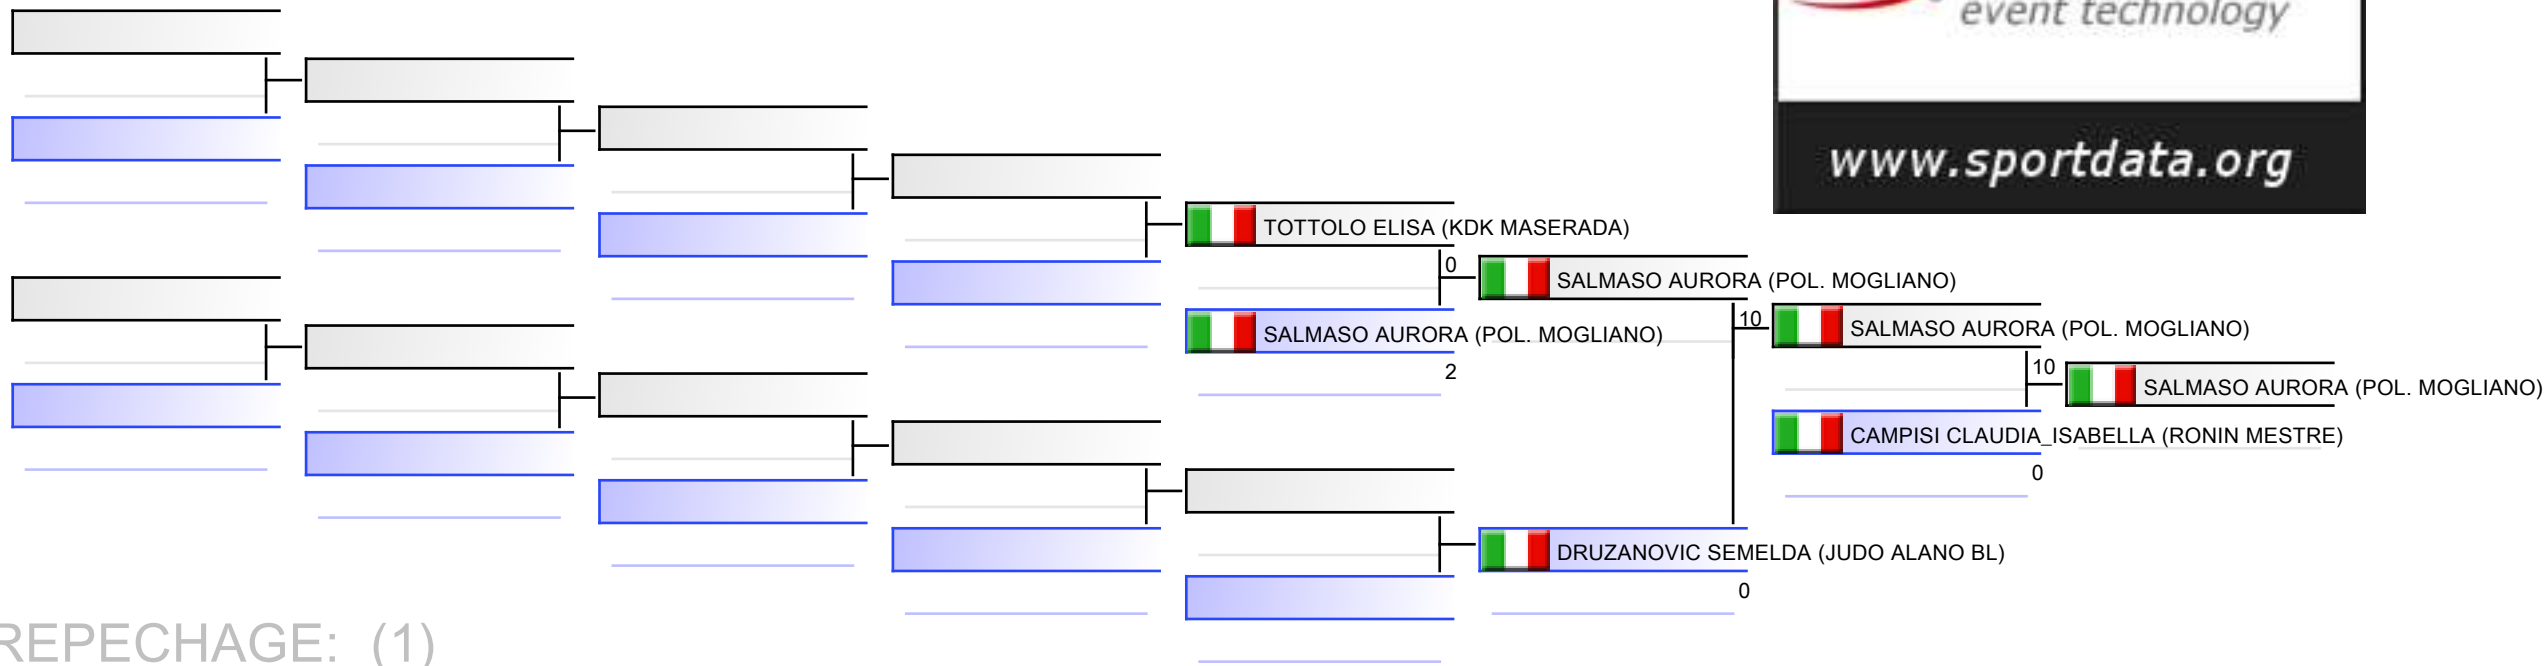 event technology
www.sportdata.org
TOTTOLO ELISA (KDK MASERADA)
0
SALMASO AURORA (POL. MOGLIANO)
SALMASO AURORA (POL. MOGLIANO)
2
10
SALMASO AURORA (POL. MOGLIANO)
10
SALMASO AURORA (POL. MOGLIANO)
CAMPISI CLAUDIA_ISABELLA (RONIN MESTRE)
0
DRUZANOVIC SEMELDA (JUDO ALANO BL)
0
REPECHAGE: (1)